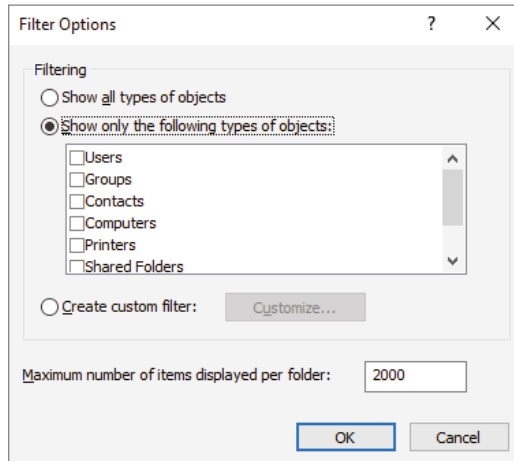 Filter Options
?
Filtering
Show all types of objects
Show only the following types of objects:
Users
Groups
Contacts
Computers
Printers
Shared Folders
Create custom filter: Customize...
Maximum number of items displayed per folder: 2000
OK Cancel